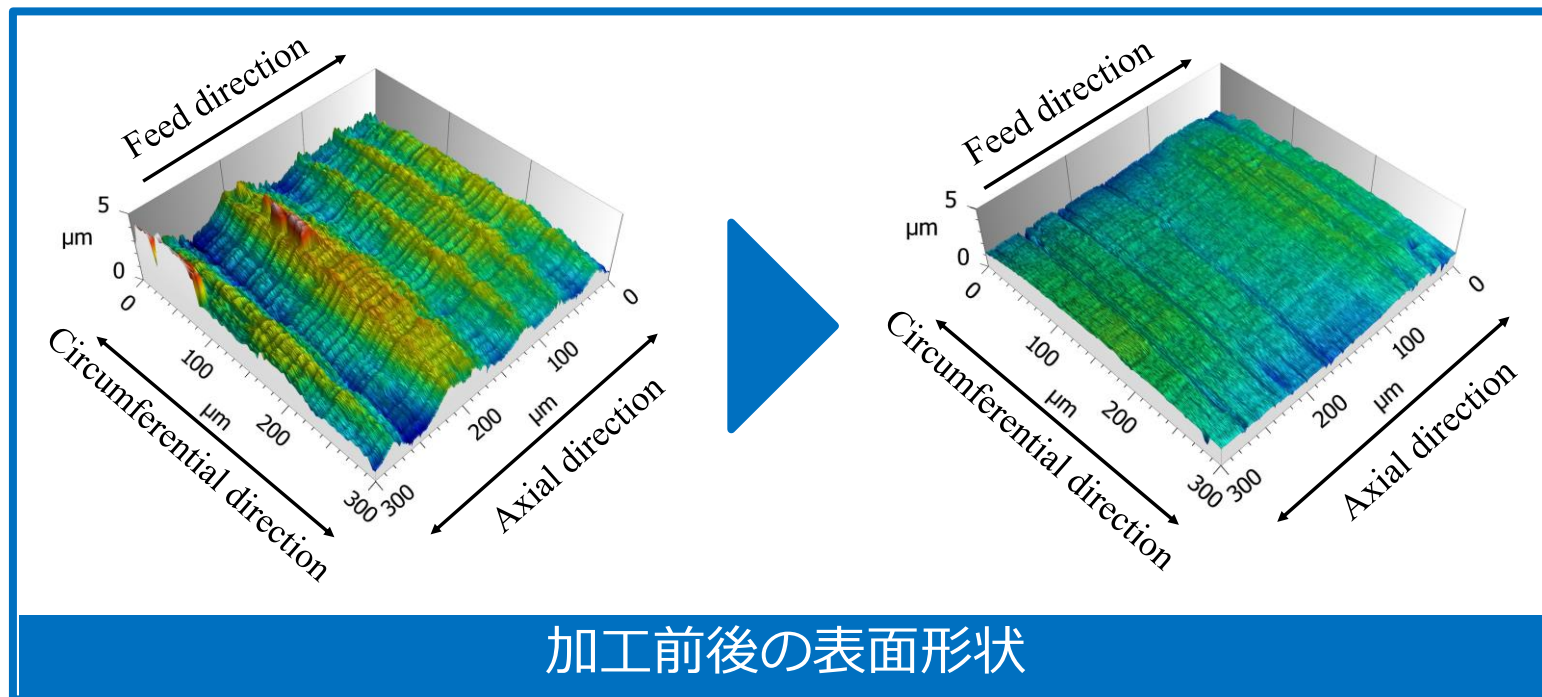 Feed direction
5
μm
0
0
100
μm
200
300
300
200
μm
100
0
Circumferential direction
Axial direction
Feed direction
5
μm
0
0
100
μm
200
300
300
200
μm
100
0
Circumferential direction
Axial direction
加工前後の表面形状